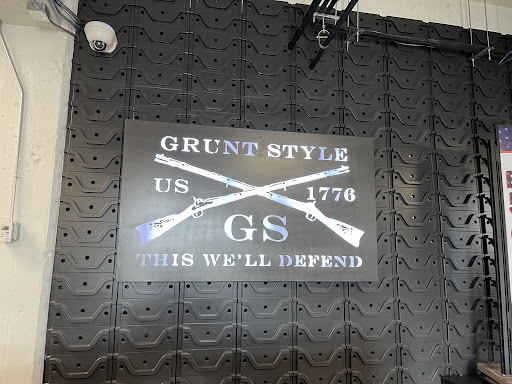 GRUNT STYLE
US 1776
GS
THIS WE'LL DEFEND